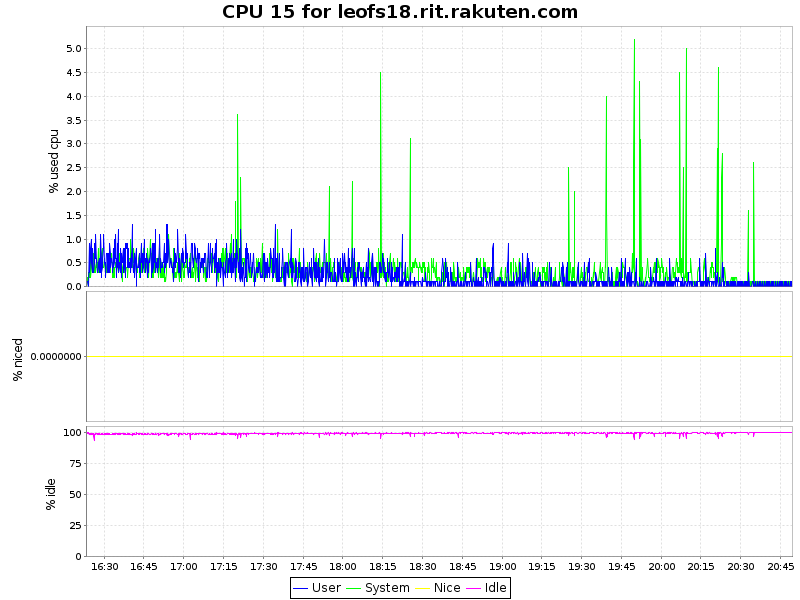 CPU 15 for leofs18.rit.rakuten.com
% used cpu
5.0
4.5
4.0
3.5
3.0
2.5
2.0
1.5
1.0
0.5
0.0
% niced
0.0000000
% idle
100
75
50
25
0
16:30 16:45 17:00 17:15 17:30 17:45 18:00 18:15 18:30 18:45 19:00 19:15 19:30 19:45 20:00 20:15 20:30 20:45
User System Nice Idle